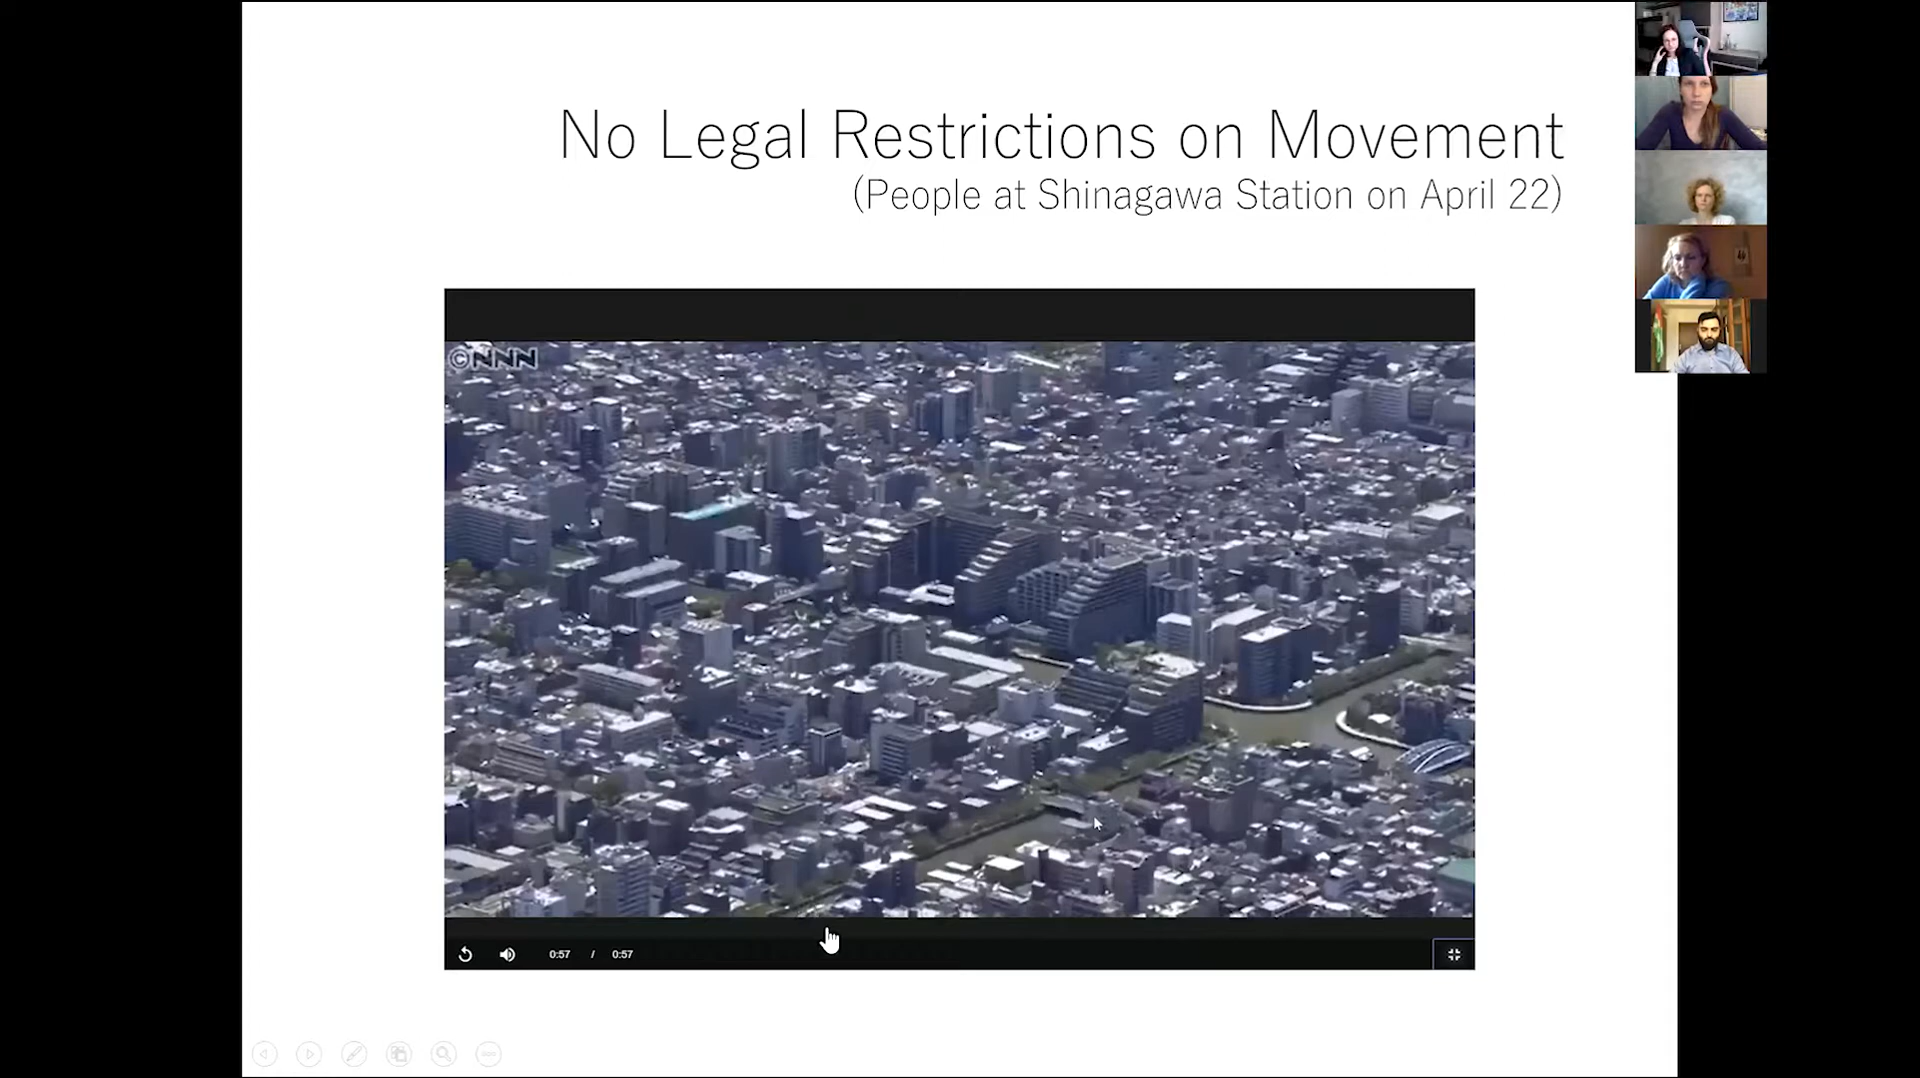 No Legal Restrictions on Movement
(People at Shinagawa Station on April 22)
©NNN
0:57 / 0:57